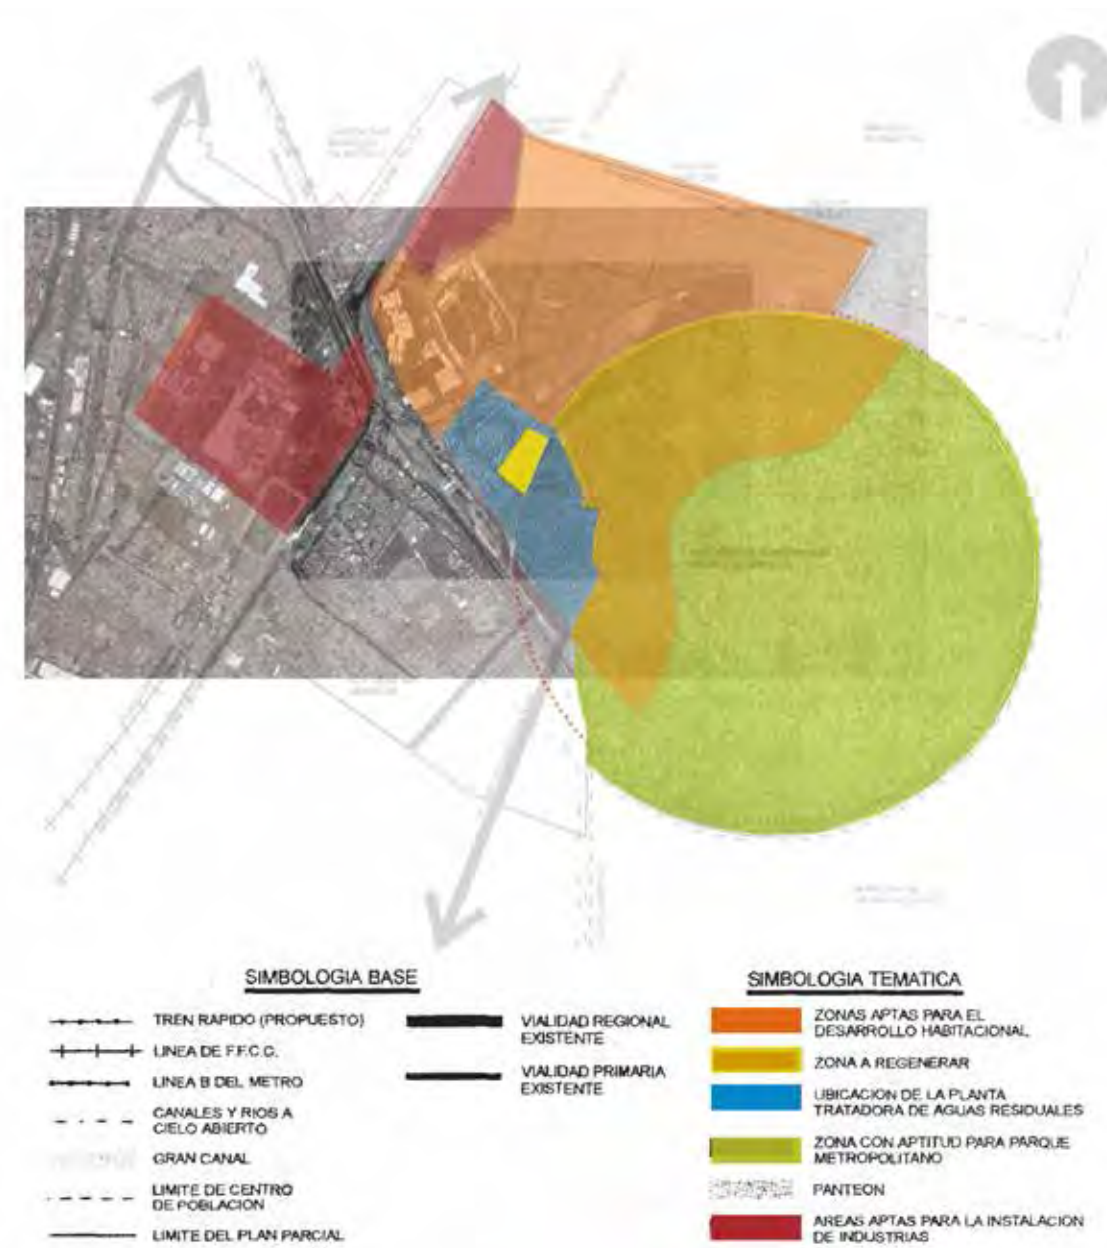 SIMBOLOGIA BASE
TREN RAPIDO (PROPUESTO)
LINEA DE F.F.C.C.
LINEA B DEL METRO
CANALES Y RIOS A
CIELO ABIERTO
GRAN CANAL
LIMITE DE CENTRO
DE POBLACION
LIMITE DEL PLAN PARCIAL
VIALIDAD REGIONAL
EXISTENTE
VIALIDAD PRIMARIA
EXISTENTE
SIMBOLOGIA TEMATICA
ZONAS APTAS PARA EL
DESARROLLO HABITACIONAL
ZONA A REGENERAR
UBICACION DE LA PLANTA
TRATADORA DE AGUAS RESIDUALES
ZONA CON APTITUD PARA PARQUE
METROPOLITANO
PANTEON
AREAS APTAS PARA LA INSTALACION
DE INDUSTRIAS